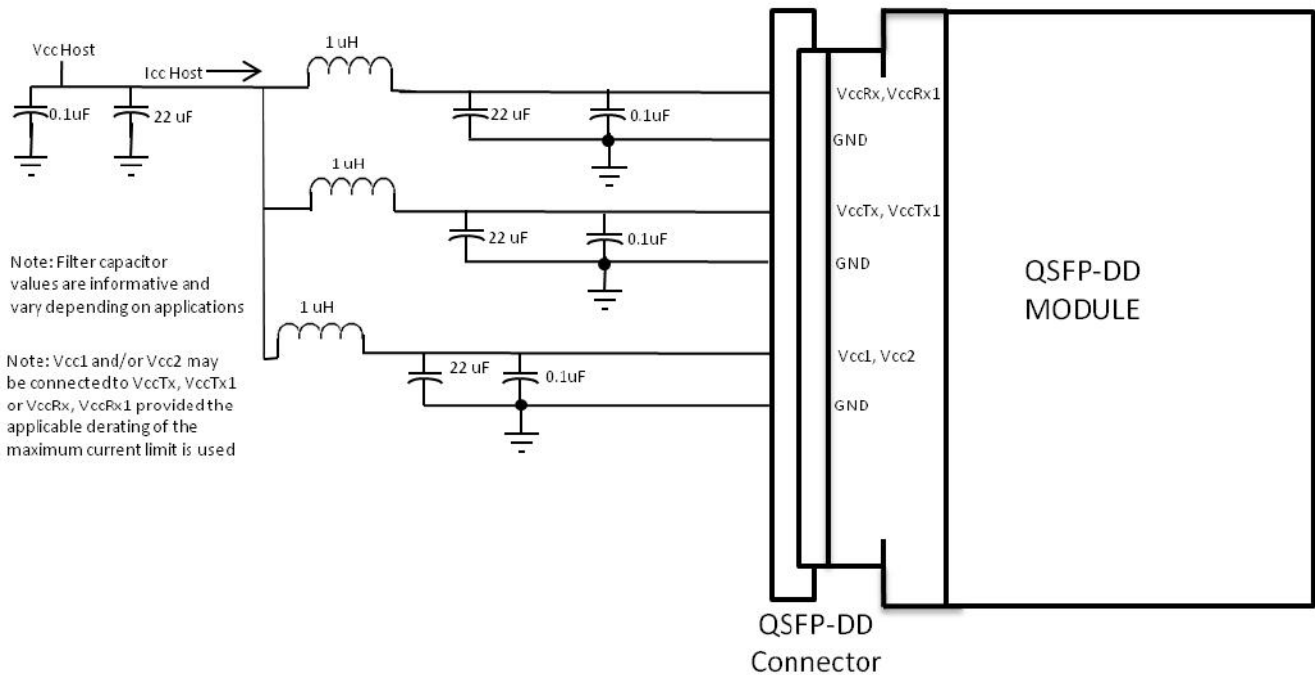 Vcc Host
Icc Host
1 uH
0.1uF
22 uF
22 uF
0.1uF
VccRx, VccRx1
GND
1 uH
22 uF
0.1uF
VccTx, VccTx1
GND
Note: Filter capacitor
values are informative and
vary depending on applications
1 uH
22 uF
0.1uF
Vcc1, Vcc2
GND
Note: Vcc1 and/or Vcc2 may
be connected to VccTx, VccTx1
or VccRx, VccRx1 provided the
applicable derating of the
maximum current limit is used
QSFP-DD
MODULE
QSFP-DD
Connector